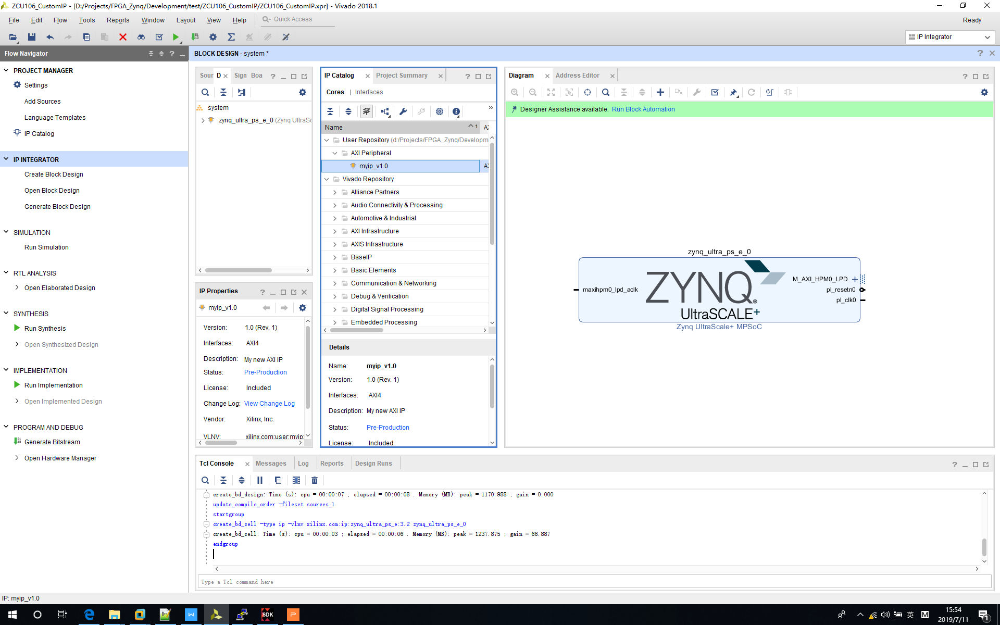 ZCU106_CustomIP - [D:/Projects/FPGA_Zynq/Development/test/ZCU106_CustomIP/ZCU106_CustomIP.xpr] - Vivado 2018.1
File Edit Flow Tools Reports Window Layout View Help Quick Access
Ready
IP Integrator
Flow Navigator
PROJECT MANAGER
Settings
Add Sources
Language Templates
IP Catalog
IP INTEGRATOR
Create Block Design
Open Block Design
Generate Block Design
SIMULATION
Run Simulation
RTL ANALYSIS
Open Elaborated Design
SYNTHESIS
Run Synthesis
Open Synthesized Design
IMPLEMENTATION
Run Implementation
Open Implemented Design
PROGRAM AND DEBUG
Generate Bitstream
Open Hardware Manager
BLOCK DESIGN - system *
Sour D Sign Boa
system
zynq_ultra_ps_e_0 (Zynq UltraSc
IP Properties
myip_v1.0
Version: 1.0 (Rev. 1)
Interfaces: AXI4
Description: My new AXI IP
Status: Pre-Production
License: Included
Change Log: View Change Log
Vendor: Xilinx, Inc.
VLNV: xilinx.com:user:myip:
IP Catalog Project Summary
Cores | Interfaces
Name 1 A
User Repository (d:/Projects/FPGA_Zynq/Developm
AXI Peripheral
myip_v1.0 A
Vivado Repository
Alliance Partners
Audio Connectivity & Processing
Automotive & Industrial
AXI Infrastructure
AXIS Infrastructure
BaseIP
Basic Elements
Communication & Networking
Debug & Verification
Digital Signal Processing
Embedded Processing
Details
Name: myip_v1.0
Version: 1.0 (Rev. 1)
Interfaces: AXI4
Description: My new AXI IP
Status: Pre-Production
License: Included
Diagram Address Editor
Designer Assistance available. Run Block Automation
zynq_ultra_ps_e_0
maxihpm0_lpd_aclk
ZYNQ®
UltraSCALE+
M_AXI_HPM0_LPD
pl_resetn0
pl_clk0
Zynq UltraScale+ MPSoC
Tcl Console Messages Log Reports Design Runs
create_bd_design: Time (s): cpu = 00:00:07 ; elapsed = 00:00:08 . Memory (MB): peak = 1170.988 ; gain = 0.000
update_compile_order -fileset sources_1
startgroup
create_bd_cell -type ip -vlnv xilinx.com:ip:zynq_ultra_ps_e:3.2 zynq_ultra_ps_e_0
create_bd_cell: Time (s): cpu = 00:00:03 ; elapsed = 00:00:06 . Memory (MB): peak = 1237.875 ; gain = 66.887
endgroup
Type a Tcl command here
IP: myip_v1.0
SDK
英
M
15:54
2019/7/11
1